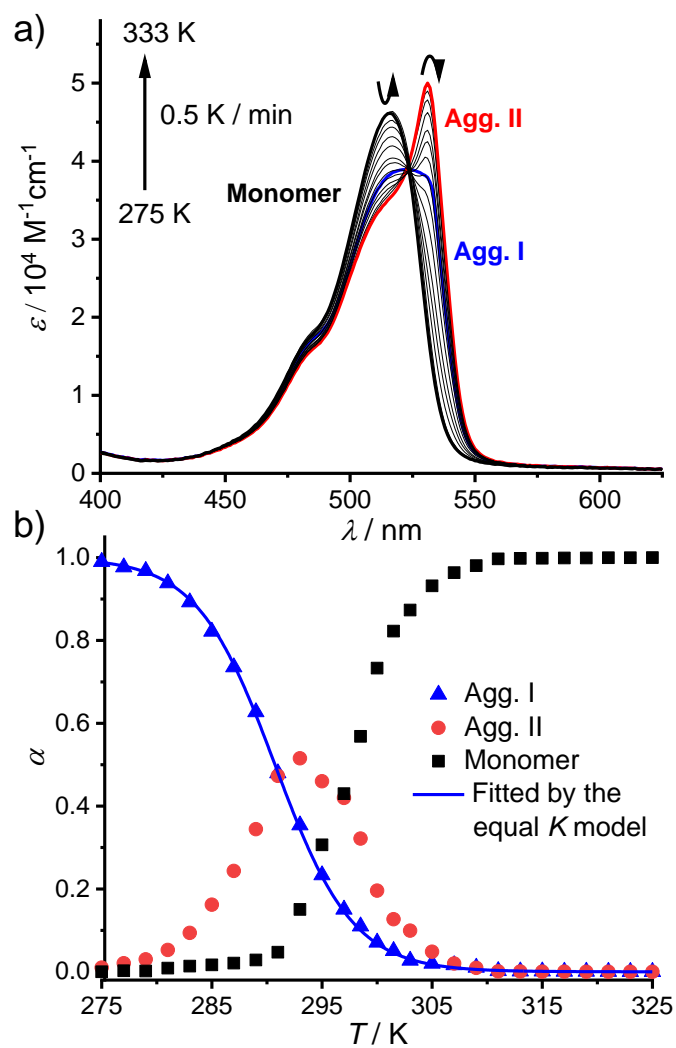 a)
333 K
0.5 K / min
275 K
Monomer
Agg. II
Agg. I
ε / 10⁴ M⁻¹cm⁻¹
5
4
3
2
1
0
400 450 500 550 600
λ / nm
b)
α
1.0
0.8
0.6
0.4
0.2
0.0
Agg. I
Agg. II
Monomer
Fitted by the
equal K model
275 285 295 305 315 325
T / K